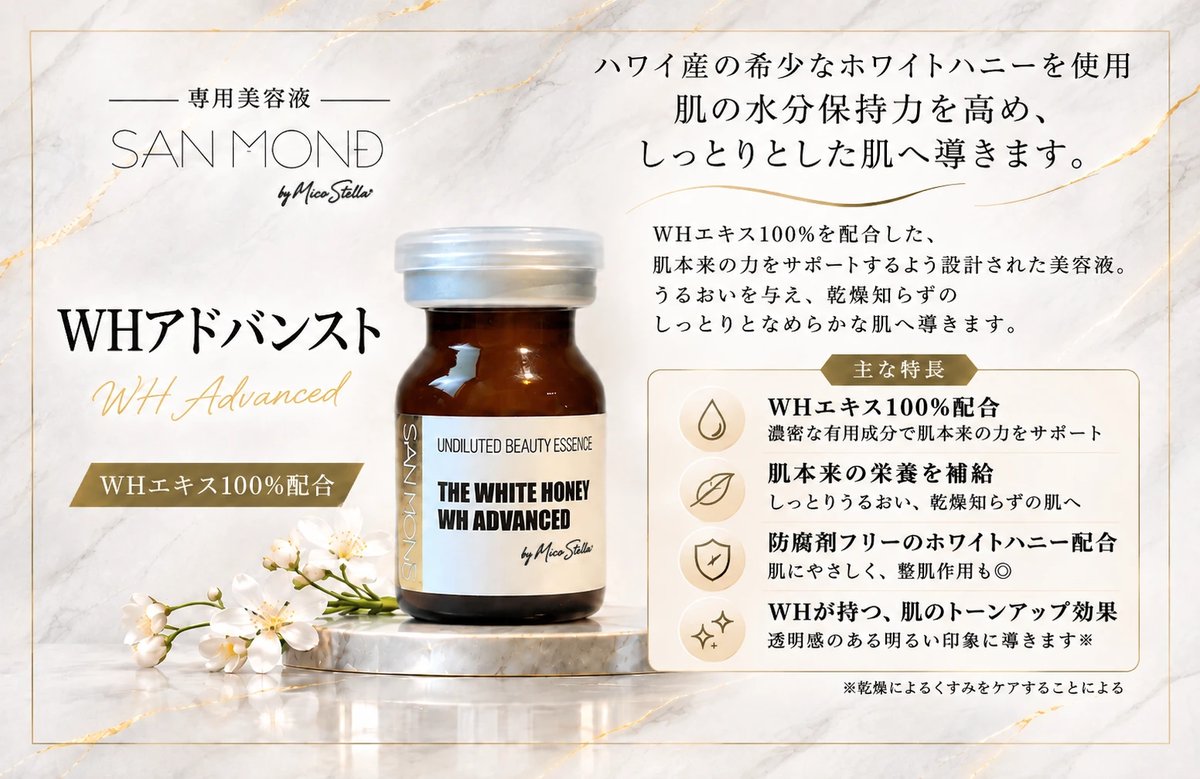 専用美容液
SAN MOND
by Mico Stella
WHアドバンスト
WH Advanced
WHエキス100%配合
SAN MONS
UNDILUTED BEAUTY ESSENCE
THE WHITE HONEY
WH ADVANCED
by Mico Stella
ハワイ産の希少なホワイトハニーを使用
肌の水分保持力を高め、
しっとりとした肌へ導きます。
WHエキス100%を配合した、
肌本来の力をサポートするよう設計された美容液。
うるおいを与え、乾燥知らずの
しっとりとなめらかな肌へ導きます。
主な特長
WHエキス100%配合
濃密な有用成分で肌本来の力をサポート
肌本来の栄養を補給
しっとりうるおい、乾燥知らずの肌へ
防腐剤フリーのホワイトハニー配合
肌にやさしく、整肌作用も◎
WHが持つ、肌のトーンアップ効果
透明感のある明るい印象に導きます※
※乾燥によるくすみをケアすることによる